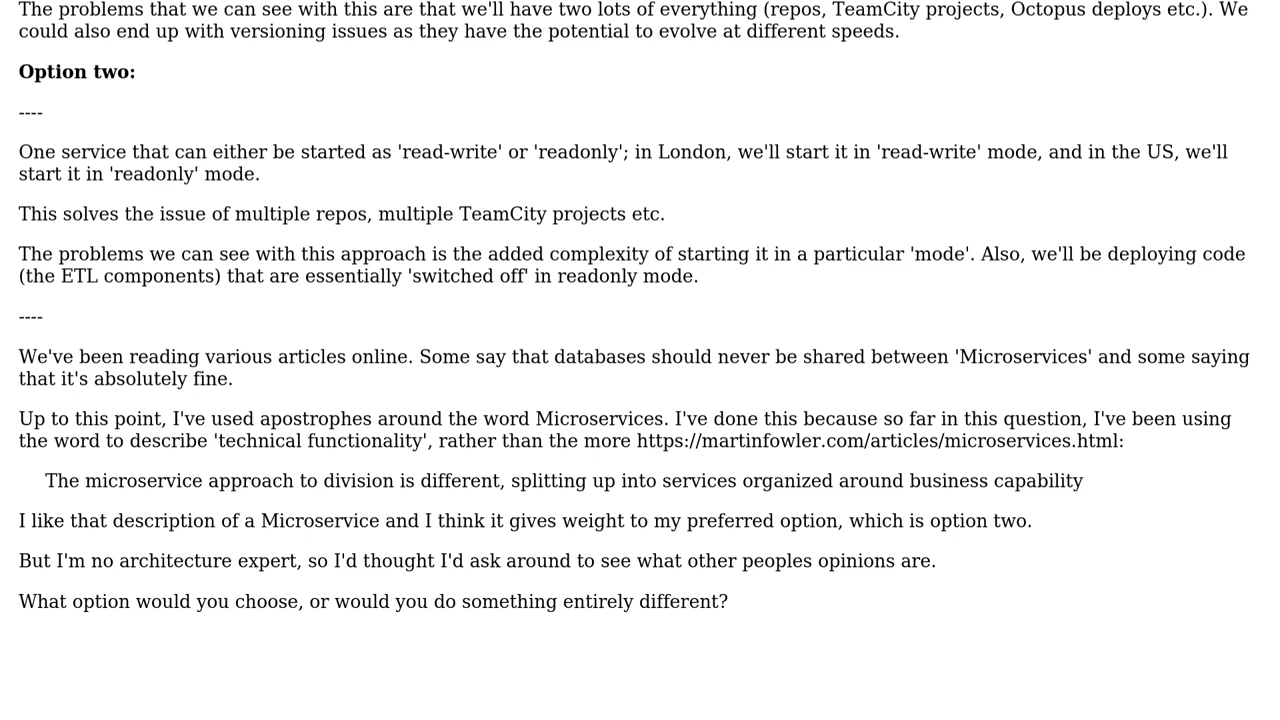 The problems that we can see with this are that we'll have two lots of everything (repos, TeamCity projects, Octopus deploys etc.). We
could also end up with versioning issues as they have the potential to evolve at different speeds.
Option two:
----
One service that can either be started as 'read-write' or 'readonly'; in London, we'll start it in 'read-write' mode, and in the US, we'll
start it in 'readonly' mode.
This solves the issue of multiple repos, multiple TeamCity projects etc.
The problems we can see with this approach is the added complexity of starting it in a particular 'mode'. Also, we'll be deploying code
(the ETL components) that are essentially 'switched off' in readonly mode.
----
We've been reading various articles online. Some say that databases should never be shared between 'Microservices' and some saying
that it's absolutely fine.
Up to this point, I've used apostrophes around the word Microservices. I've done this because so far in this question, I've been using
the word to describe 'technical functionality', rather than the more https://martinfowler.com/articles/microservices.html:
The microservice approach to division is different, splitting up into services organized around business capability
I like that description of a Microservice and I think it gives weight to my preferred option, which is option two.
But I'm no architecture expert, so I'd thought I'd ask around to see what other peoples opinions are.
What option would you choose, or would you do something entirely different?